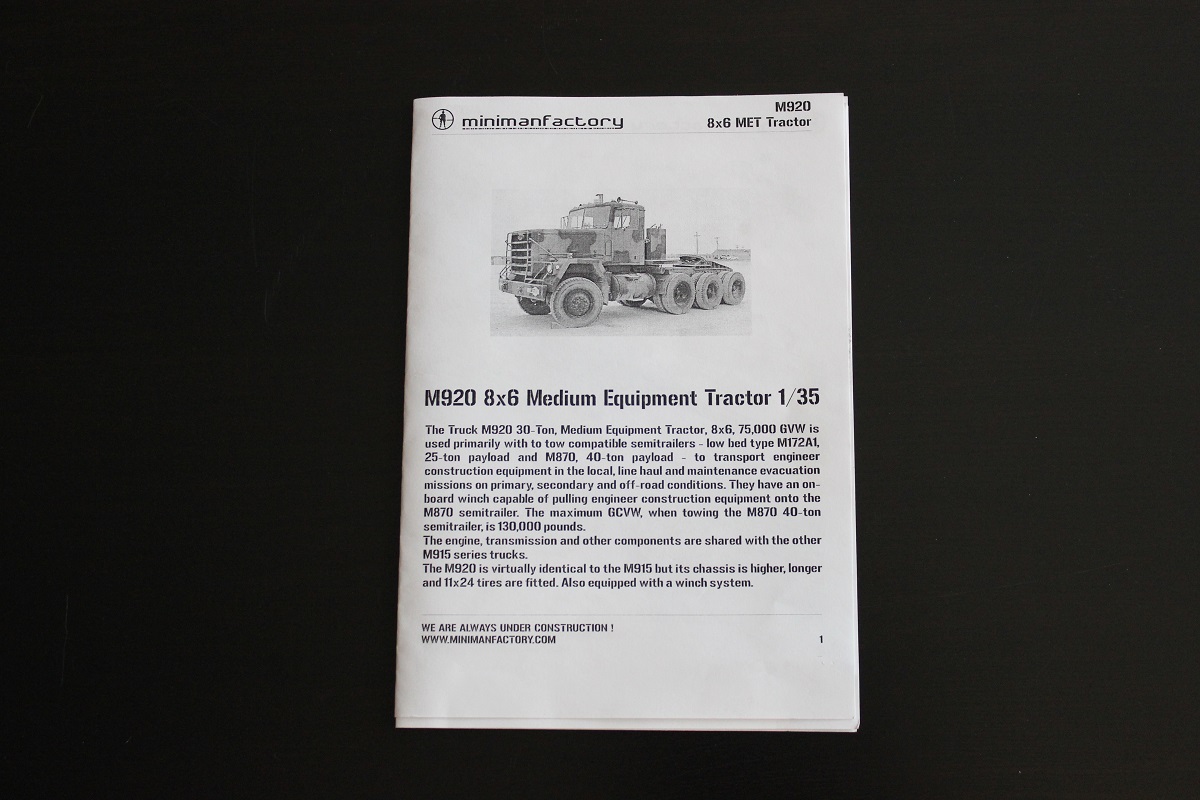 minimanfactory
M920
8x6 MET Tractor
M920 8x6 Medium Equipment Tractor 1/35
The Truck M920 30-Ton, Medium Equipment Tractor, 8x6, 75,000 GVW is
used primarily with to tow compatible semitrailers - low bed type M172A1,
25-ton payload and M870, 40-ton payload - to transport engineer
construction equipment in the local, line haul and maintenance evacuation
missions on primary, secondary and off-road conditions. They have an on-
board winch capable of pulling engineer construction equipment onto the
M870 semitrailer. The maximum GCVW, when towing the M870 40-ton
semitrailer, is 130,000 pounds.
The engine, transmission and other components are shared with the other
M915 series trucks.
The M920 is virtually identical to the M915 but its chassis is higher, longer
and 11x24 tires are fitted. Also equipped with a winch system.
WE ARE ALWAYS UNDER CONSTRUCTION !
WWW.MINIMANFACTORY.COM
1